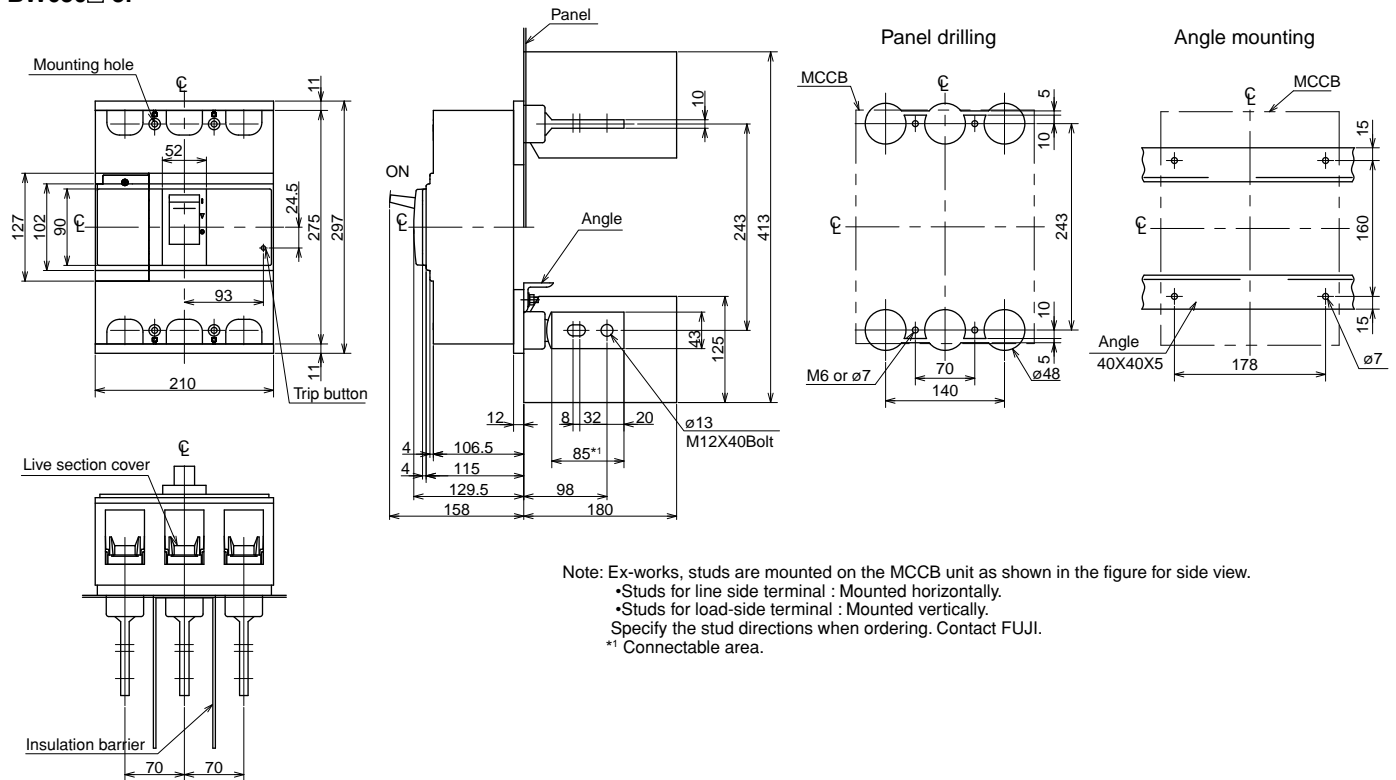 Mounting hole
℄
11
52
127
102
90
℄
24.5
275
297
93
11
210
Trip button
℄
Live section cover
Insulation barrier
70
70
Panel
ON
℄
10
Angle
243
413
43
125
12
8
32
20
ø13
M12X40Bolt
4
106.5
85*1
4
115
129.5
98
158
180
Panel drilling
MCCB
℄
5
10
℄
243
10
5
M6 or ø7
70
ø48
140
Angle mounting
MCCB
℄
15
℄
160
15
Angle
40X40X5
178
ø7
Note: Ex-works, studs are mounted on the MCCB unit as shown in the figure for side view.
•Studs for line side terminal : Mounted horizontally.
•Studs for load-side terminal : Mounted vertically.
Specify the stud directions when ordering. Contact FUJI.
*1 Connectable area.